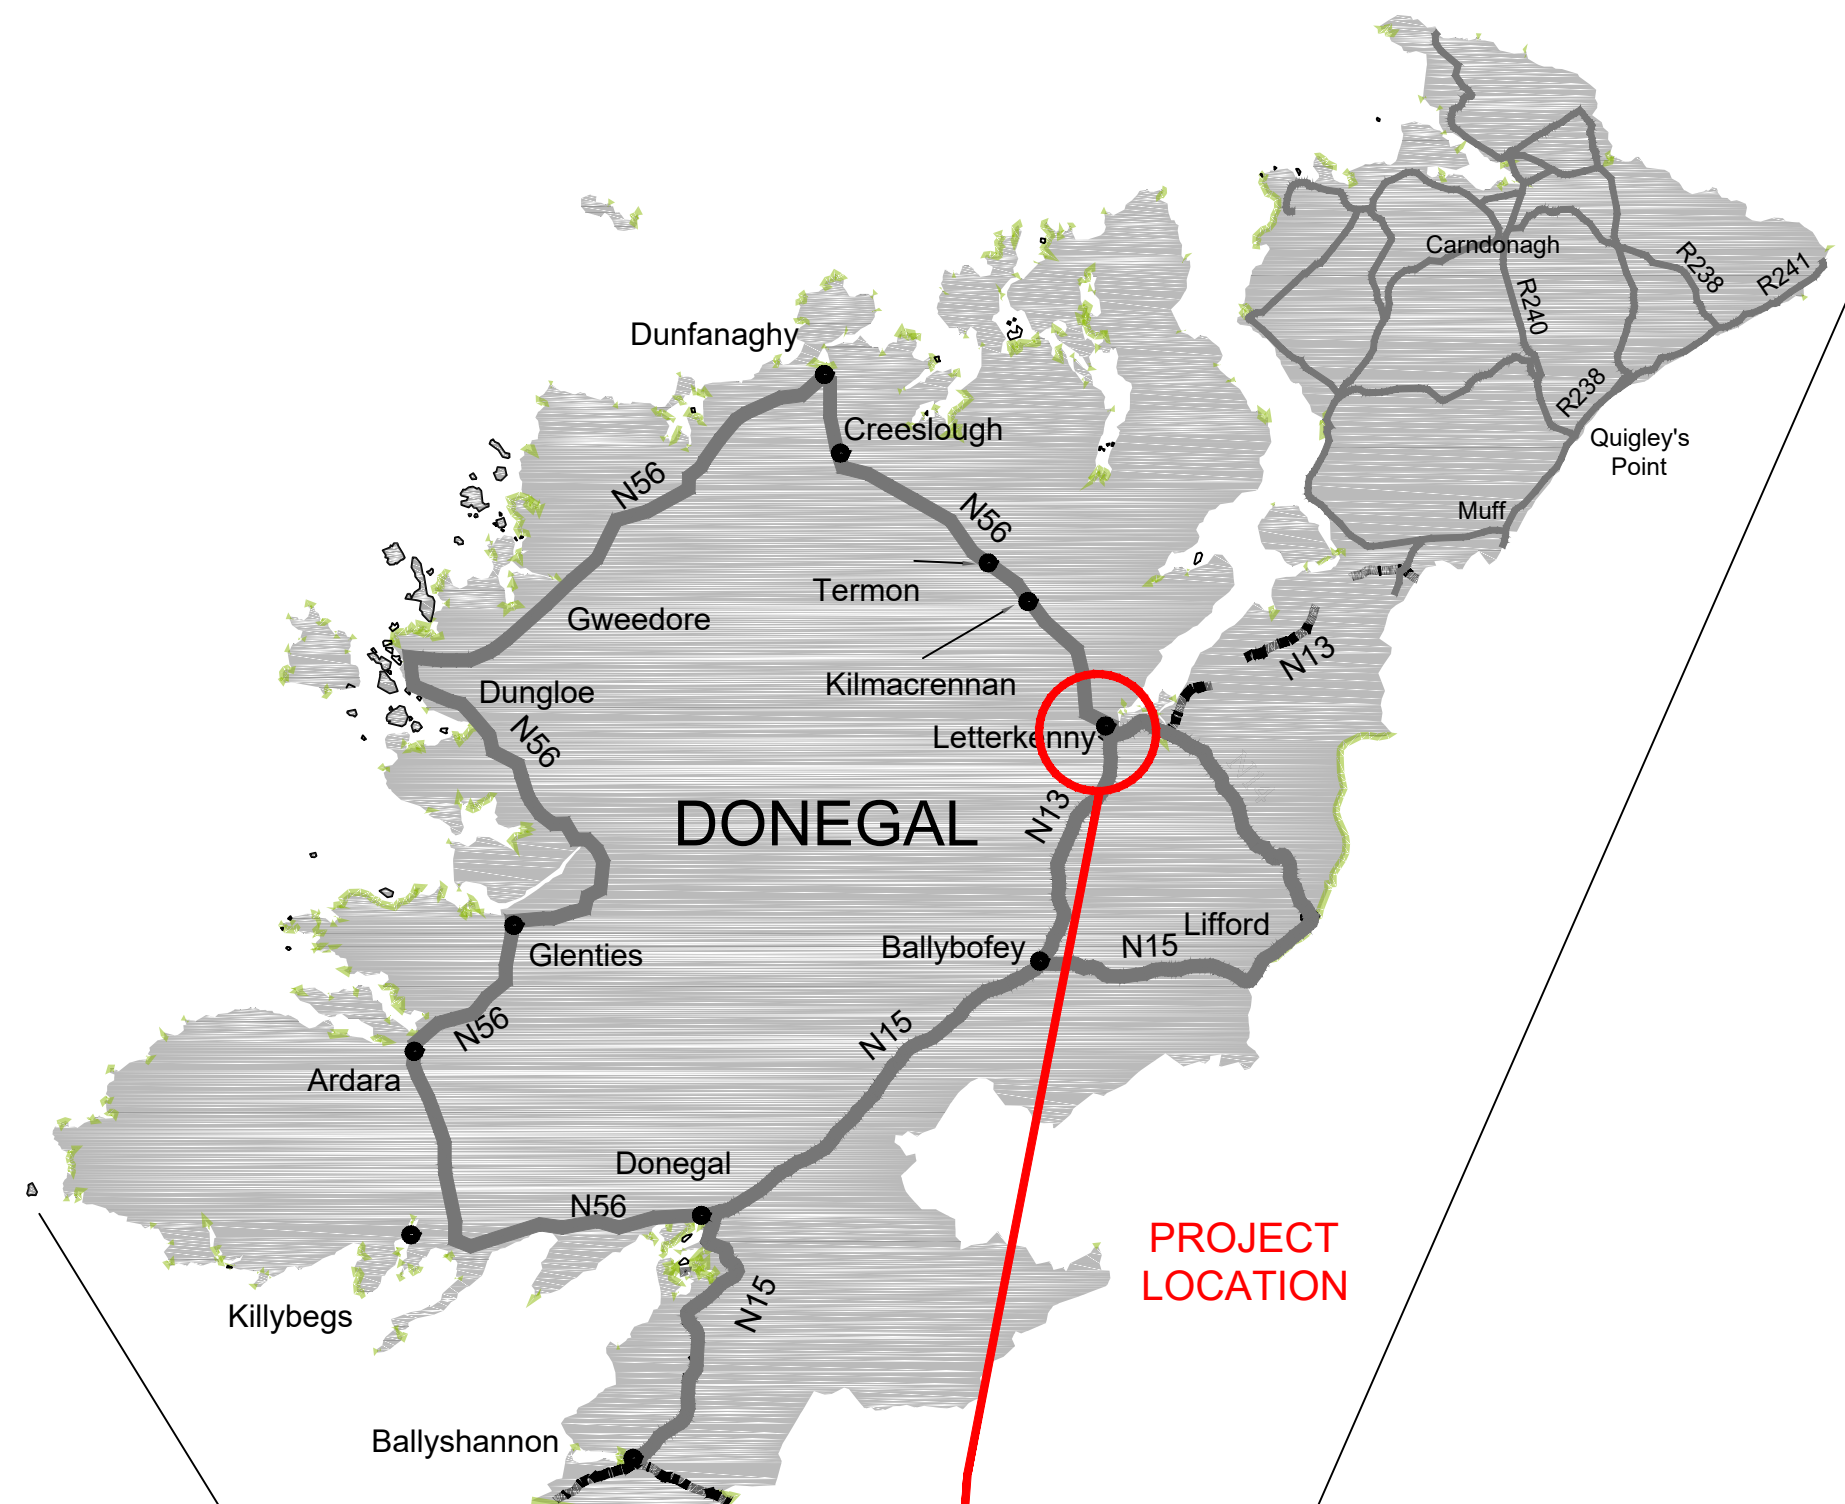 Carndonagh
R238
R241
R240
Dunfanaghy
R238
Creeslough
Quigley's
Point
N56
N56
Muff
Termon
Gweedore
N13
Kilmacrennan
Dungloe
N56
Letterkenny
N14
DONEGAL
N13
Lifford
Ballybofey
N15
Glenties
N56
N15
Ardara
Donegal
N56
PROJECT
LOCATION
N15
Killybegs
Ballyshannon